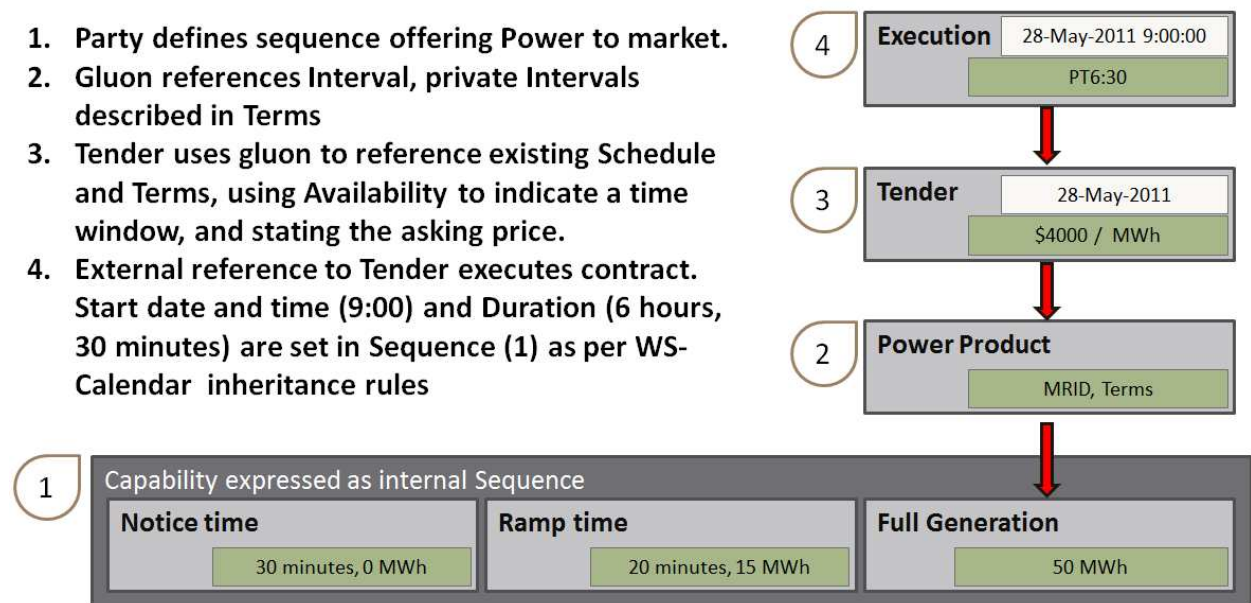 1. Party defines sequence offering Power to market.
2. Gluon references Interval, private Intervals
described in Terms
3. Tender uses gluon to reference existing Schedule
and Terms, using Availability to indicate a time
window, and stating the asking price.
4. External reference to Tender executes contract.
Start date and time (9:00) and Duration (6 hours,
30 minutes) are set in Sequence (1) as per WS-
Calendar inheritance rules
4
Execution
28-May-2011 9:00:00
PT6:30
3
Tender
28-May-2011
$4000 / MWh
2
Power Product
MRID, Terms
1
Capability expressed as internal Sequence
Notice time
30 minutes, 0 MWh
Ramp time
20 minutes, 15 MWh
Full Generation
50 MWh